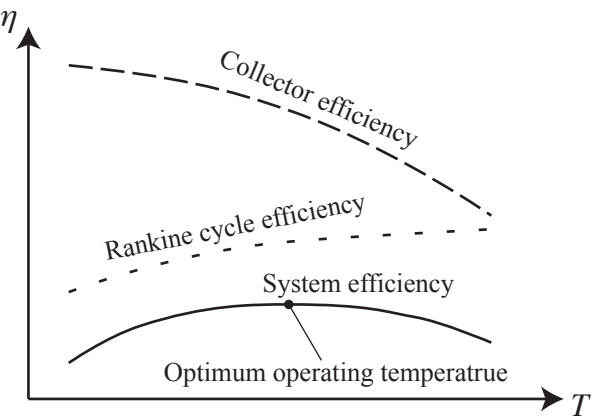 η
Collector efficiency
Rankine cycle efficiency
System efficiency
Optimum operating temperatrue
T